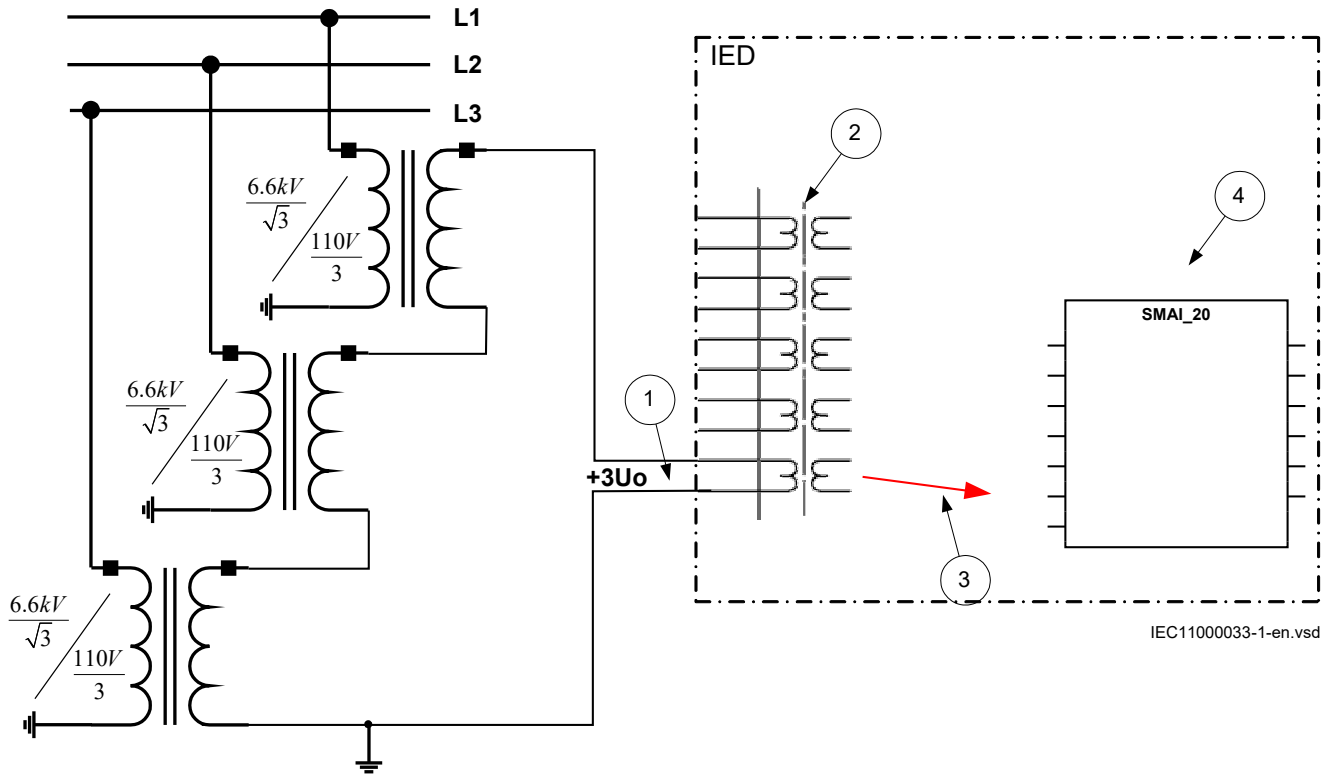 L1
L2
L3
IED
2
4
6.6kV
√3
110V
3
SMAI_20
6.6kV
√3
110V
3
1
+3Uo
3
6.6kV
√3
110V
3
IEC11000033-1-en.vsd